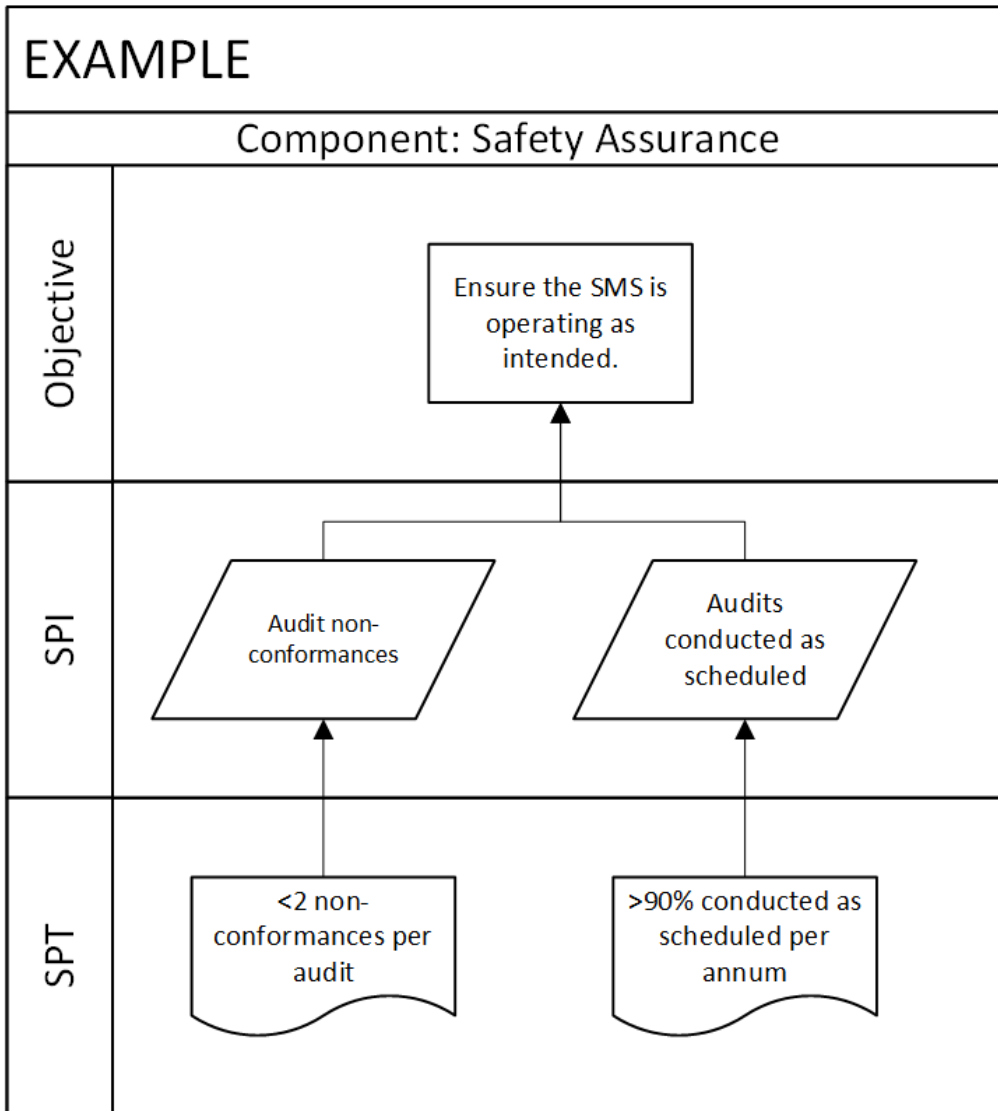 EXAMPLE
Component: Safety Assurance
Objective
Ensure the SMS is
operating as
intended.
SPI
Audit non-
conformances
Audits
conducted as
scheduled
SPT
<2 non-
conformances per
audit
>90% conducted as
scheduled per
annum